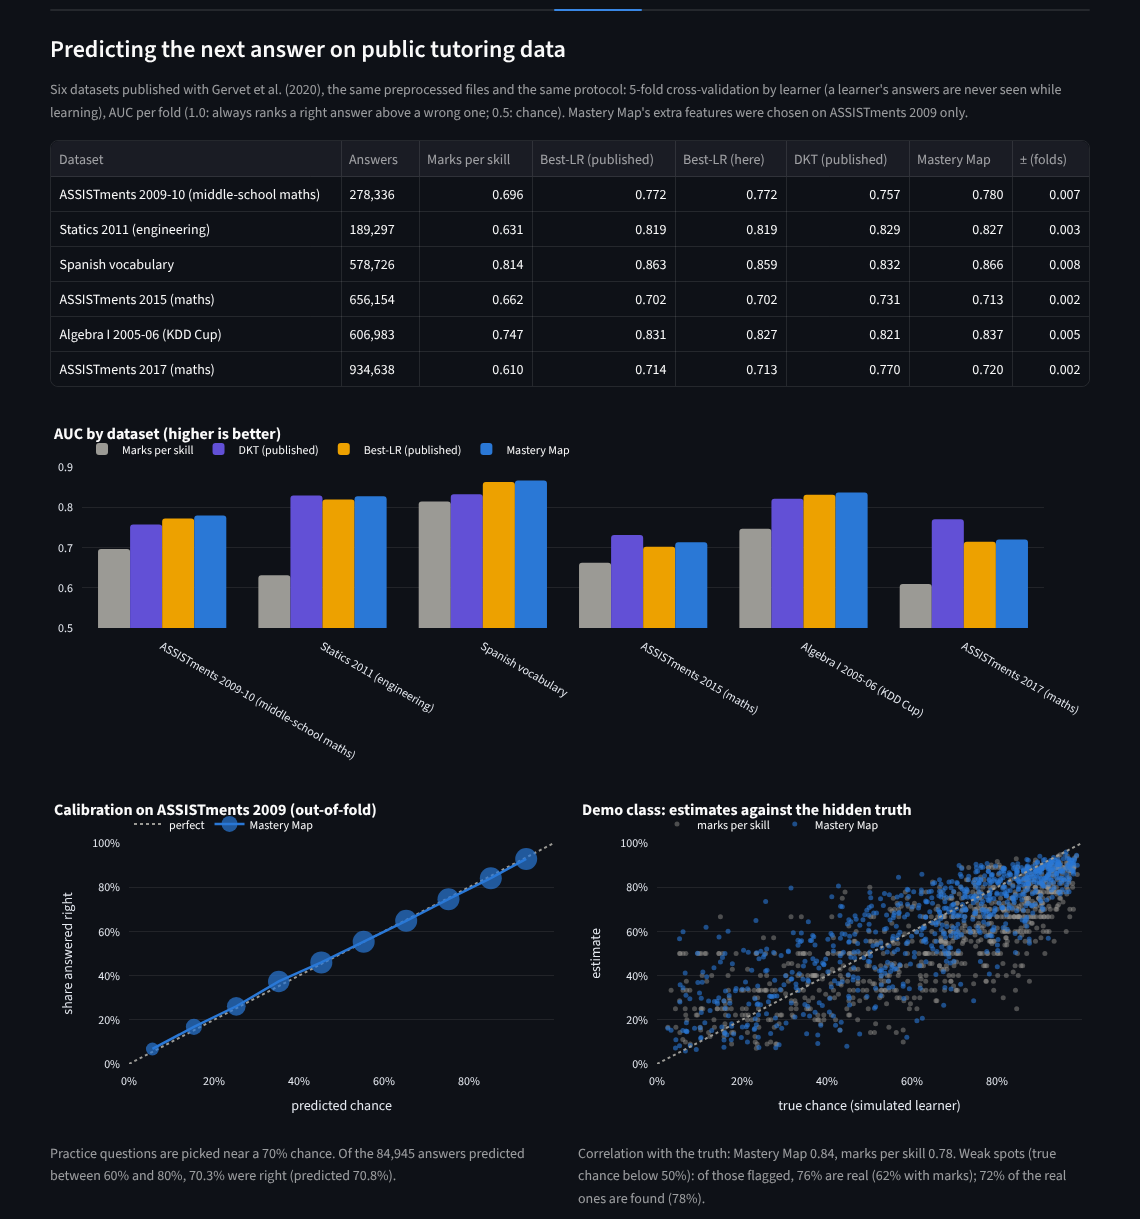 Predicting the next answer on public tutoring data
Six datasets published with Gervet et al. (2020), the same preprocessed files and the same protocol: 5-fold cross-validation by learner (a learner's answers are never seen while
learning), AUC per fold (1.0: always ranks a right answer above a wrong one; 0.5: chance). Mastery Map's extra features were chosen on ASSISTments 2009 only.
Dataset Answers Marks per skill Best-LR (published) Best-LR (here) DKT (published) Mastery Map ± (folds)
ASSISTments 2009-10 (middle-school maths) 278,336 0.696 0.772 0.772 0.757 0.780 0.007
Statics 2011 (engineering) 189,297 0.631 0.819 0.819 0.829 0.827 0.003
Spanish vocabulary 578,726 0.814 0.863 0.859 0.832 0.866 0.008
ASSISTments 2015 (maths) 656,154 0.662 0.702 0.702 0.731 0.713 0.002
Algebra I 2005-06 (KDD Cup) 606,983 0.747 0.831 0.827 0.821 0.837 0.005
ASSISTments 2017 (maths) 934,638 0.610 0.714 0.713 0.770 0.720 0.002
AUC by dataset (higher is better)
Marks per skill DKT (published) Best-LR (published) Mastery Map
0.9
0.8
0.7
0.6
0.5
ASSISTments 2009-10 (middle-school maths)
Statics 2011 (engineering)
Spanish vocabulary
ASSISTments 2015 (maths)
Algebra I 2005-06 (KDD Cup)
ASSISTments 2017 (maths)
Calibration on ASSISTments 2009 (out-of-fold)
perfect Mastery Map
100%
80%
60%
40%
20%
0%
share answered right
0% 20% 40% 60% 80%
predicted chance
Demo class: estimates against the hidden truth
marks per skill Mastery Map
100%
80%
60%
40%
20%
0%
estimate
0% 20% 40% 60% 80%
true chance (simulated learner)
Practice questions are picked near a 70% chance. Of the 84,945 answers predicted
between 60% and 80%, 70.3% were right (predicted 70.8%).
Correlation with the truth: Mastery Map 0.84, marks per skill 0.78. Weak spots (true
chance below 50%): of those flagged, 76% are real (62% with marks); 72% of the real
ones are found (78%).